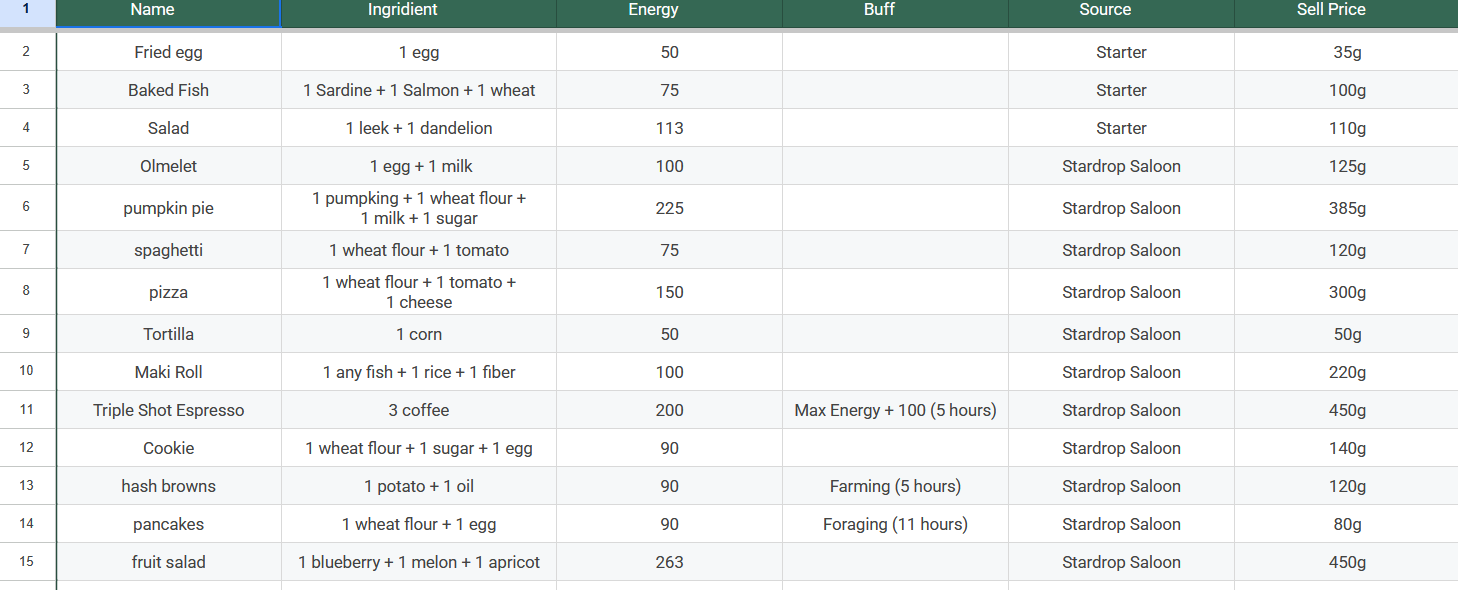 1 Name Ingridient Energy Buff Source Sell Price
2 Fried egg 1 egg 50 Starter 35g
3 Baked Fish 1 Sardine + 1 Salmon + 1 wheat 75 Starter 100g
4 Salad 1 leek + 1 dandelion 113 Starter 110g
5 Olmelet 1 egg + 1 milk 100 Stardrop Saloon 125g
6 pumpkin pie 1 pumpking + 1 wheat flour +
1 milk + 1 sugar 225 Stardrop Saloon 385g
7 spaghetti 1 wheat flour + 1 tomato 75 Stardrop Saloon 120g
8 pizza 1 wheat flour + 1 tomato +
1 cheese 150 Stardrop Saloon 300g
9 Tortilla 1 corn 50 Stardrop Saloon 50g
10 Maki Roll 1 any fish + 1 rice + 1 fiber 100 Stardrop Saloon 220g
11 Triple Shot Espresso 3 coffee 200 Max Energy + 100 (5 hours) Stardrop Saloon 450g
12 Cookie 1 wheat flour + 1 sugar + 1 egg 90 Stardrop Saloon 140g
13 hash browns 1 potato + 1 oil 90 Farming (5 hours) Stardrop Saloon 120g
14 pancakes 1 wheat flour + 1 egg 90 Foraging (11 hours) Stardrop Saloon 80g
15 fruit salad 1 blueberry + 1 melon + 1 apricot 263 Stardrop Saloon 450g